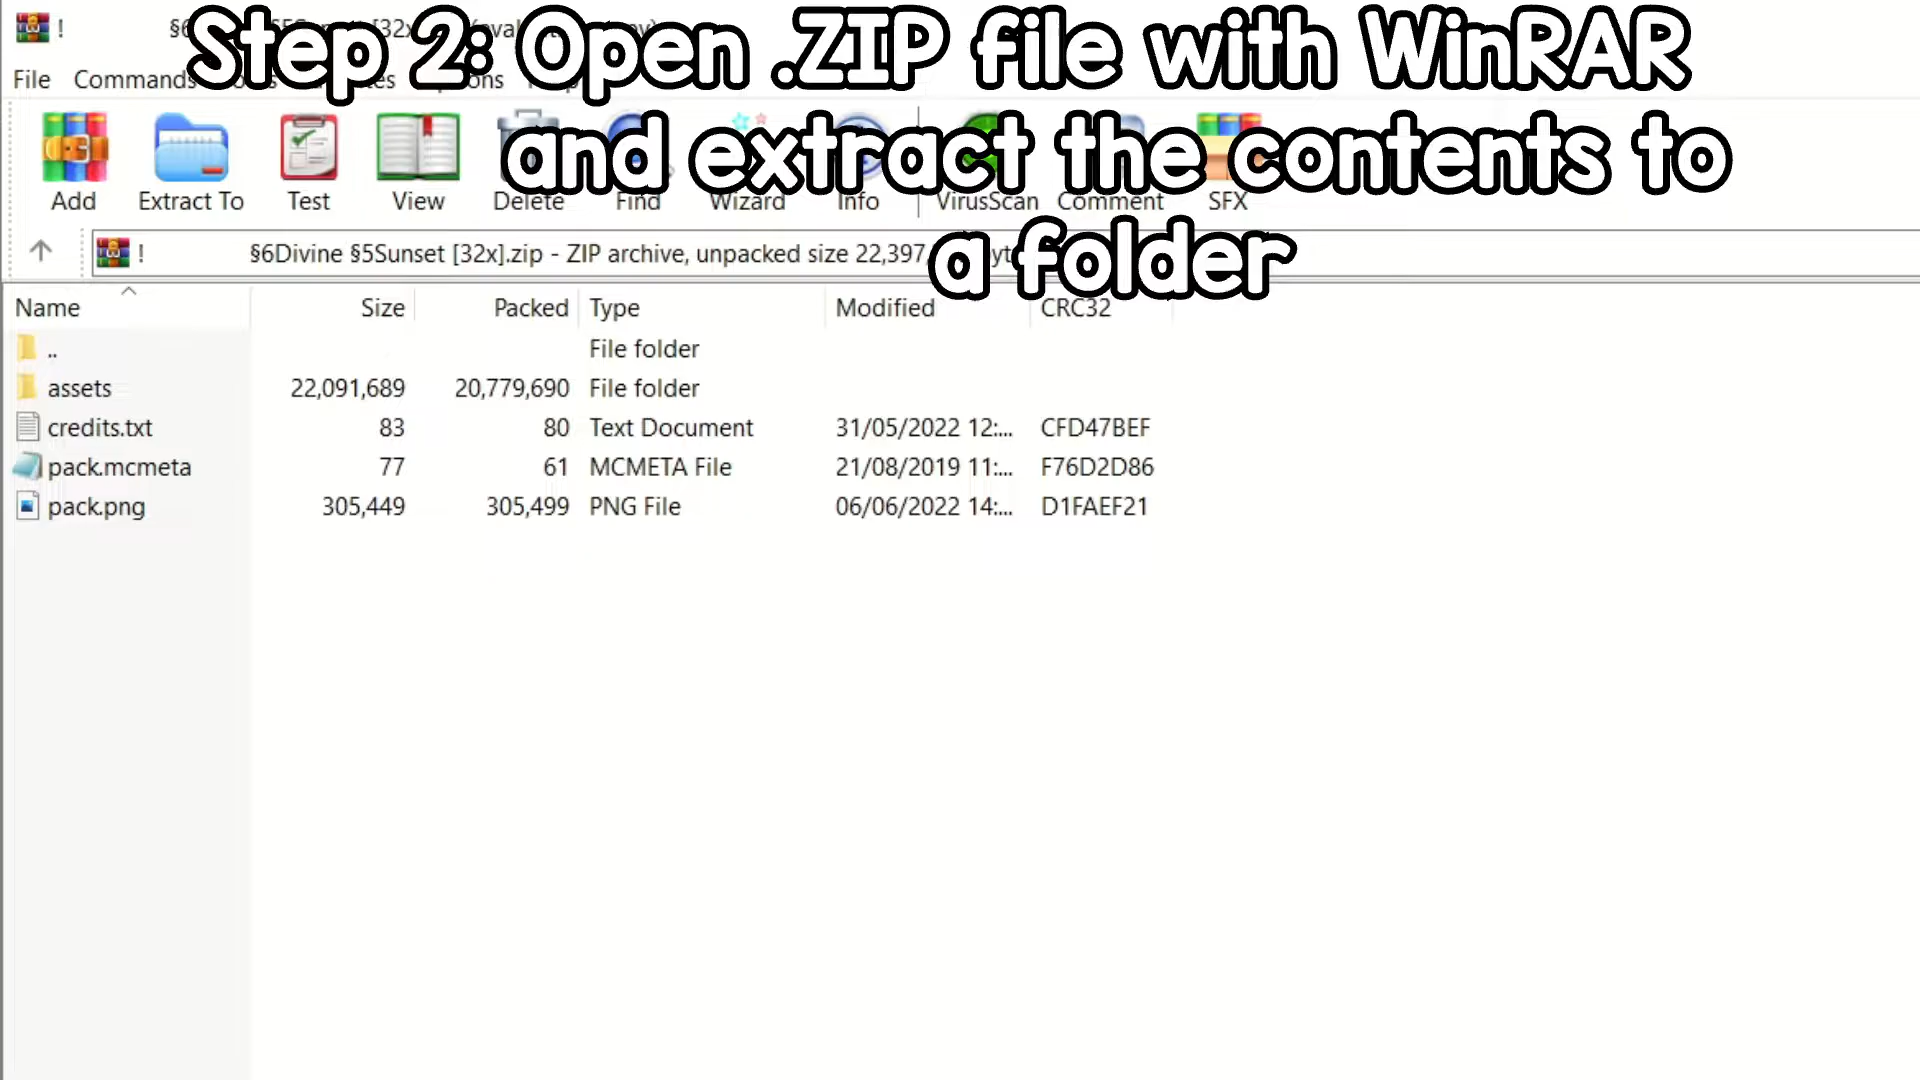 Step 2: Open .ZIP file with WinRAR
and extract the contents to
a folder
!
File Commands
Add Extract To Test View Delete Find Wizard Info VirusScan Comment SFX
! §6Divine §5Sunset [32x].zip - ZIP archive, unpacked size 22,397,
Name Size Packed Type Modified CRC32
.. File folder
assets 22,091,689 20,779,690 File folder
credits.txt 83 80 Text Document 31/05/2022 12:... CFD47BEF
pack.mcmeta 77 61 MCMETA File 21/08/2019 11:... F76D2D86
pack.png 305,449 305,499 PNG File 06/06/2022 14:... D1FAEF21